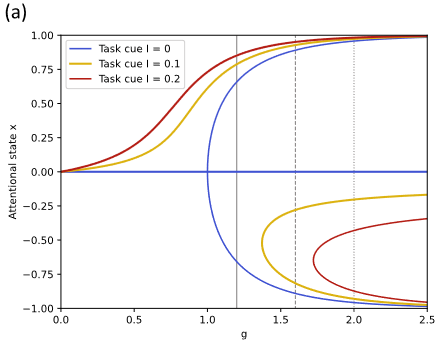 (a)
1.00
0.75
0.50
0.25
0.00
−0.25
−0.50
−0.75
−1.00
Attentional state x
Task cue I = 0
Task cue I = 0.1
Task cue I = 0.2
0.0 0.5 1.0 1.5 2.0 2.5
g